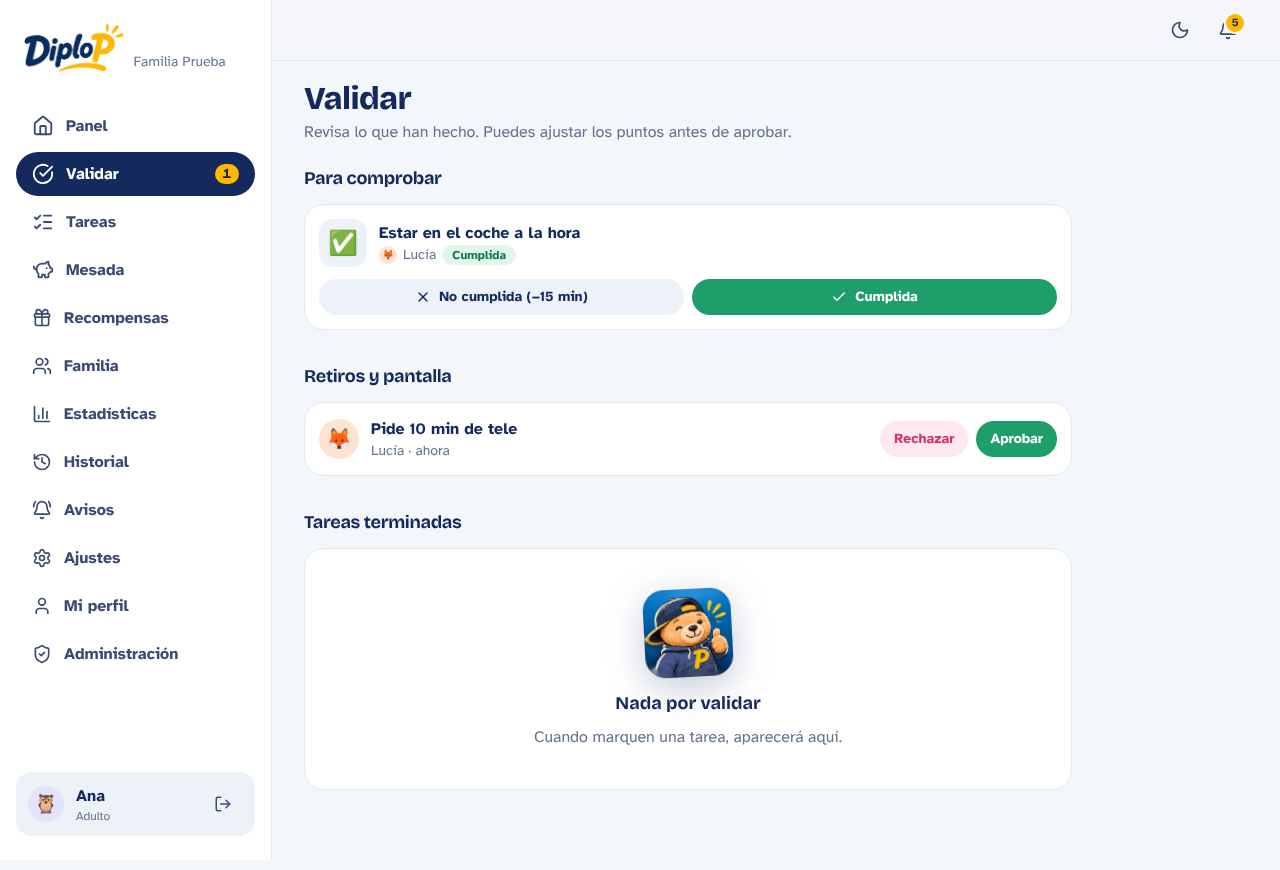 DiploP
Familia Prueba
5
Panel
Validar
1
Tareas
Mesada
Recompensas
Familia
Estadísticas
Historial
Avisos
Ajustes
Mi perfil
Administración
Ana
Adulto
Validar
Revisa lo que han hecho. Puedes ajustar los puntos antes de aprobar.
Para comprobar
Estar en el coche a la hora
Lucía Cumplida
No cumplida (−15 min)
Cumplida
Retiros y pantalla
Pide 10 min de tele
Lucía · ahora
Rechazar
Aprobar
Tareas terminadas
P
Nada por validar
Cuando marquen una tarea, aparecerá aquí.